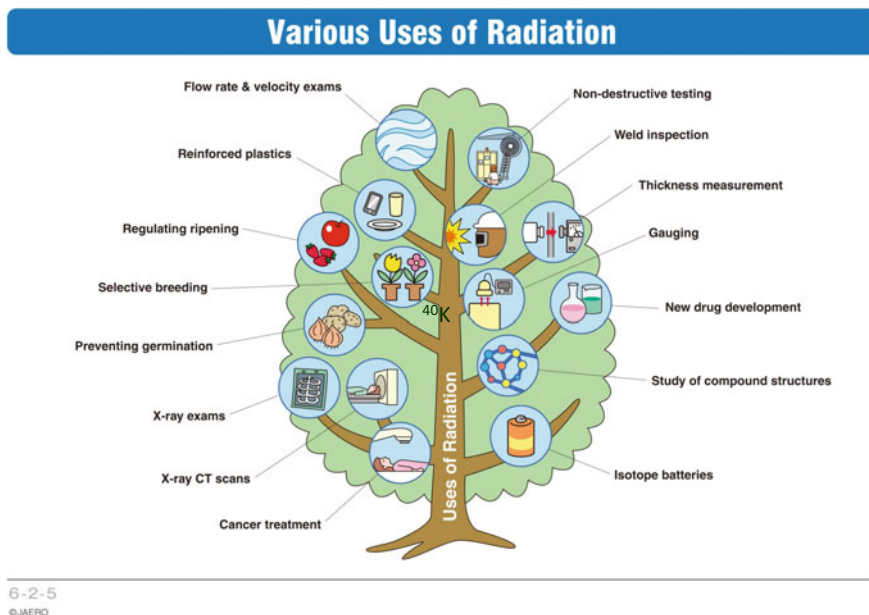 Various Uses of Radiation
Flow rate & velocity exams
Non-destructive testing
Weld inspection
Reinforced plastics
Thickness measurement
Regulating ripening
Gauging
Selective breeding
⁴⁰K
New drug development
Preventing germination
Study of compound structures
X-ray exams
Uses of Radiation
X-ray CT scans
Isotope batteries
Cancer treatment
6-2-5
©JAERO